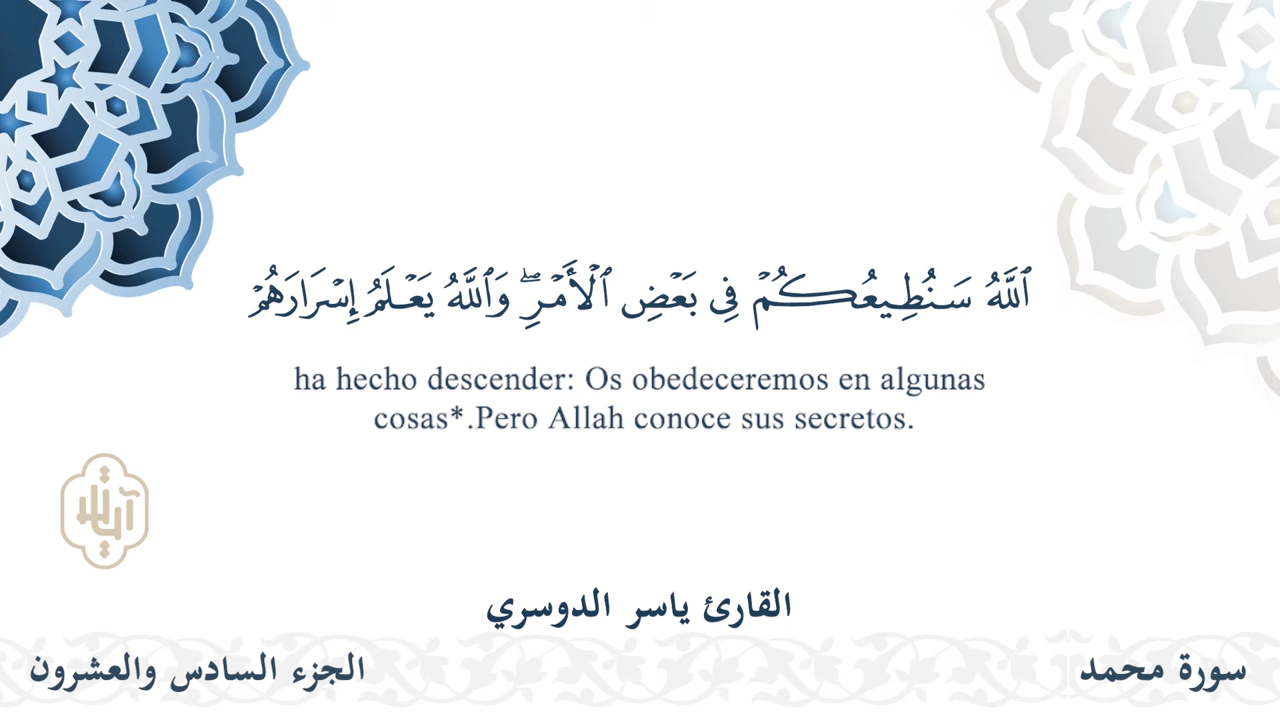 ٱللَّهُ سَنُطِيعُكُمۡ فِي بَعۡضِ ٱلۡأَمۡرِۖ وَٱللَّهُ يَعۡلَمُ إِسۡرَارَهُمۡ
ha hecho descender: Os obedeceremos en algunas
cosas*.Pero Allah conoce sus secretos.
القارئ ياسر الدوسري
سورة محمد
الجزء السادس والعشرون